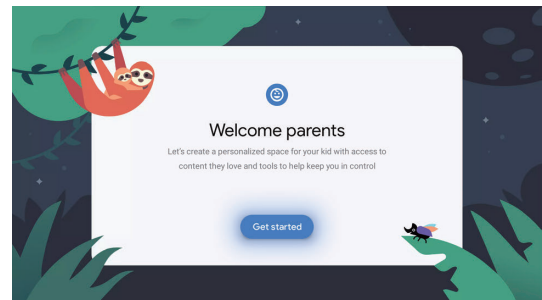 Welcome parents
Let's create a personalized space for your kid with access to
content they love and tools to help keep you in control
Get started